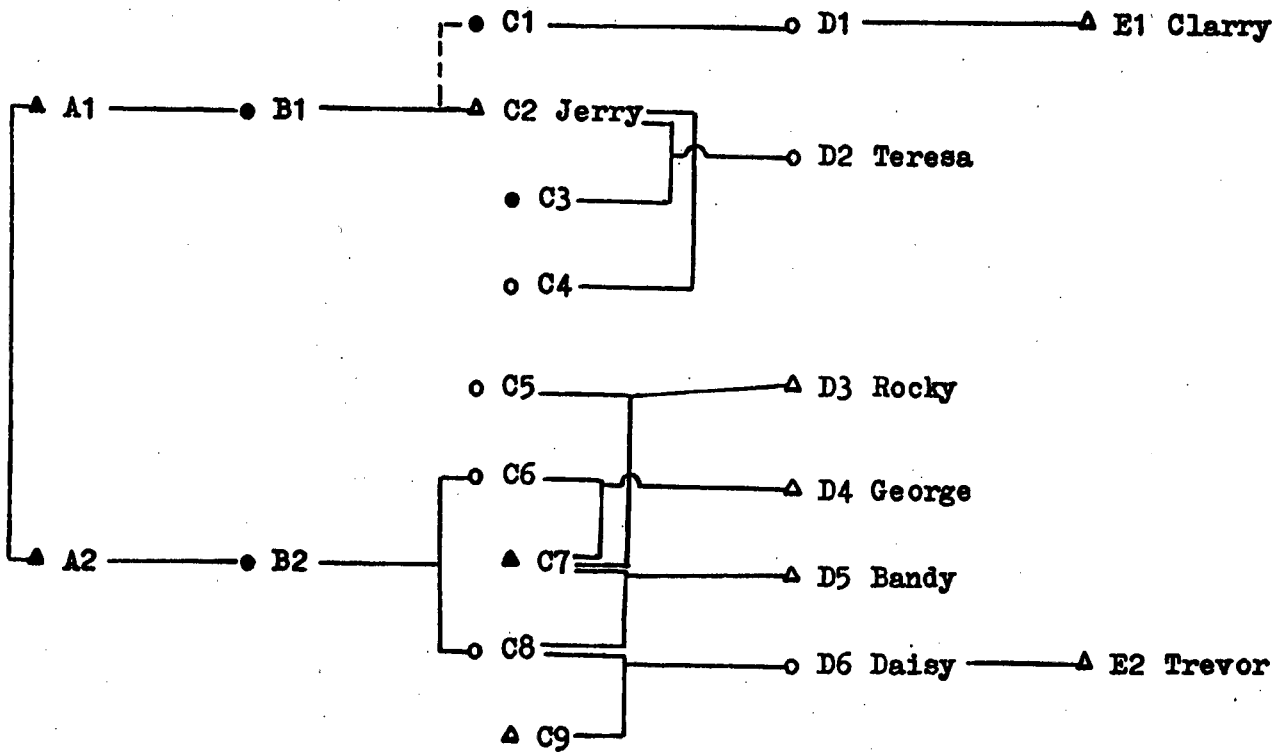 C1 D1 E1 Clarry
A1 B1 C2 Jerry
D2 Teresa
C3
C4
C5 D3 Rocky
C6 D4 George
A2 B2 C7
D5 Bandy
C8 D6 Daisy E2 Trevor
C9